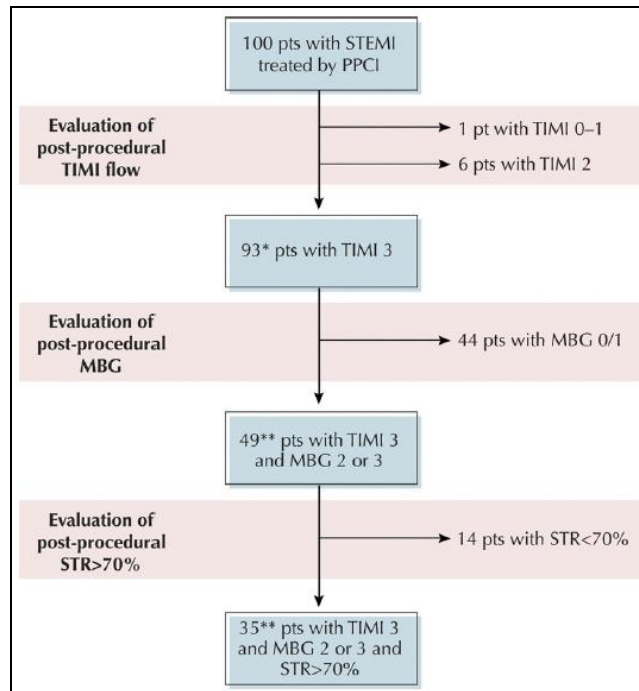 100 pts with STEMI
treated by PPCI
Evaluation of
post-procedural
TIMI flow
1 pt with TIMI 0–1
6 pts with TIMI 2
93* pts with TIMI 3
Evaluation of
post-procedural
MBG
44 pts with MBG 0/1
49** pts with TIMI 3
and MBG 2 or 3
Evaluation of
post-procedural
STR>70%
14 pts with STR<70%
35** pts with TIMI 3
and MBG 2 or 3 and
STR>70%